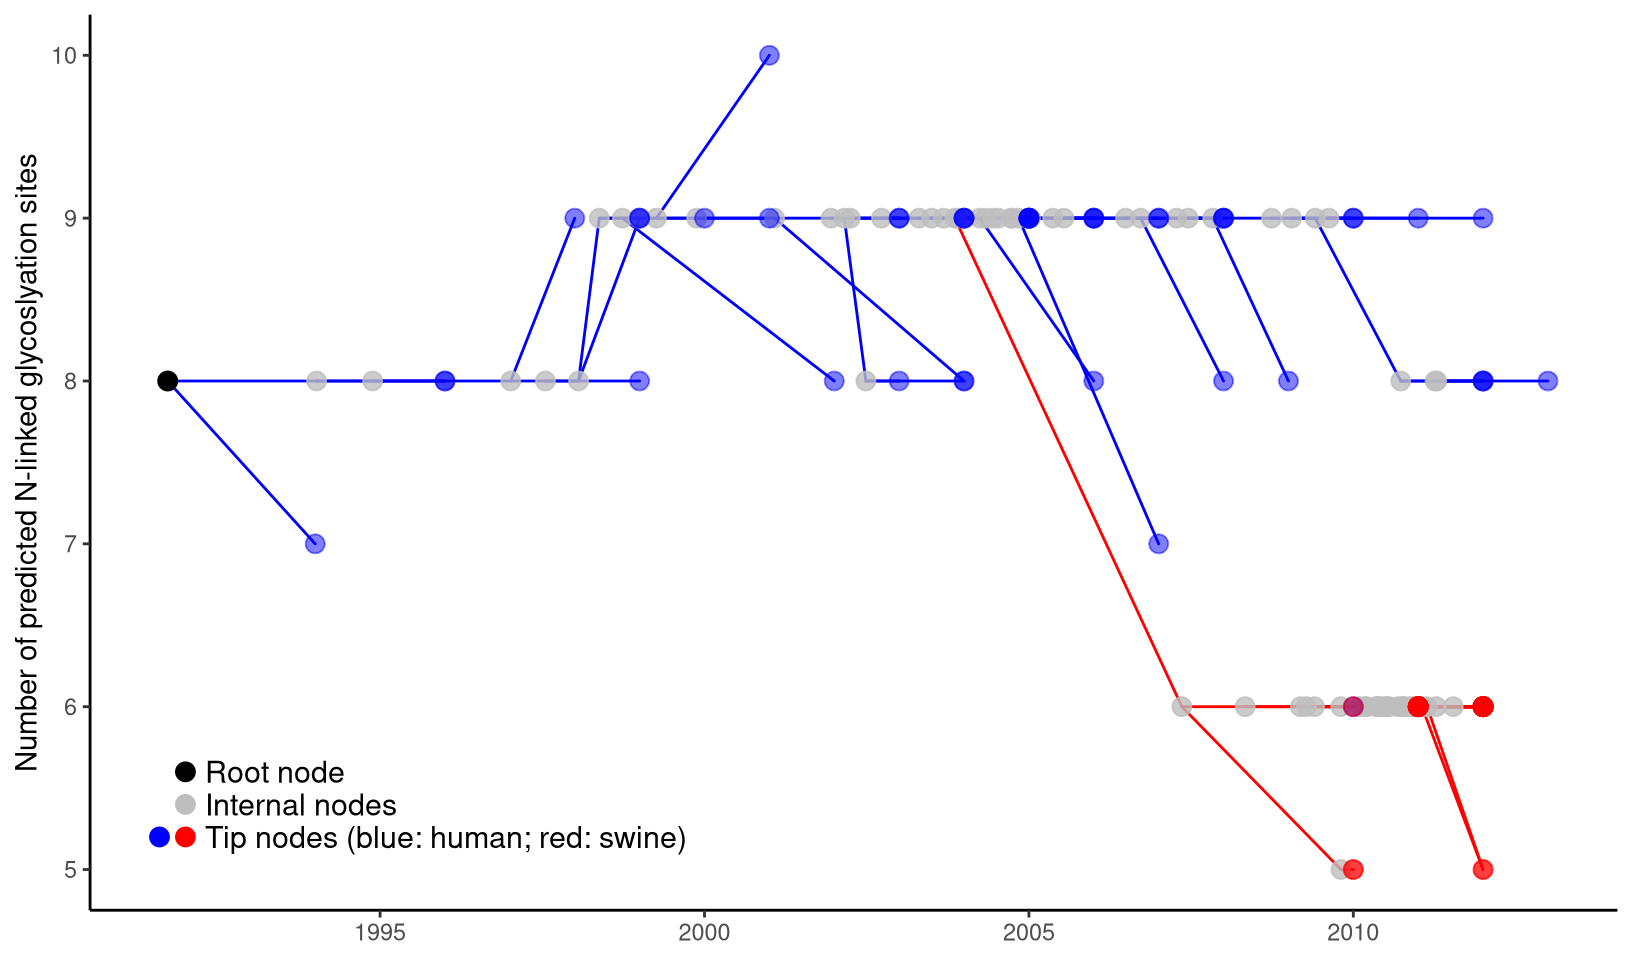 Number of predicted N-linked glycoslyation sites
10
9
8
7
6
5
Root node
Internal nodes
Tip nodes (blue: human; red: swine)
1995
2000
2005
2010